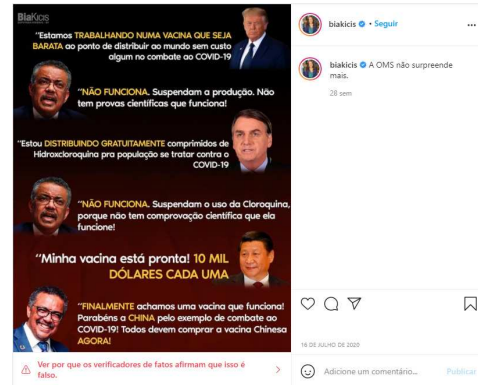 BIAKICIS
"Estamos TRABALHANDO NUMA VACINA QUE SEJA
BARATA ao ponto de distribuir ao mundo sem custo
algum no combate ao COVID-19
"NÃO FUNCIONA. Suspendam a produção. Não
tem provas científicas que funciona!
"Estou DISTRIBUINDO GRATUITAMENTE comprimidos de
Hidroxcloroquina pra população se tratar contra o
COVID-19
"NÃO FUNCIONA. Suspendam o uso da Cloroquina,
porque não tem comprovação científica que ela
funcione!
"Minha vacina está pronta! 10 MIL
DÓLARES CADA UMA
"FINALMENTE achamos uma vacina que funciona!
Parabéns a CHINA pelo exemplo de combate ao
COVID-19! Todos devem comprar a vacina Chinesa
AGORA!
Ver por que os verificadores de fatos afirmam que isso é
falso.
biakicis • Seguir
biakicis A OMS não surpreende
mais.
28 sem
16 DE JULHO DE 2020
Adicione um comentário...
Publicar